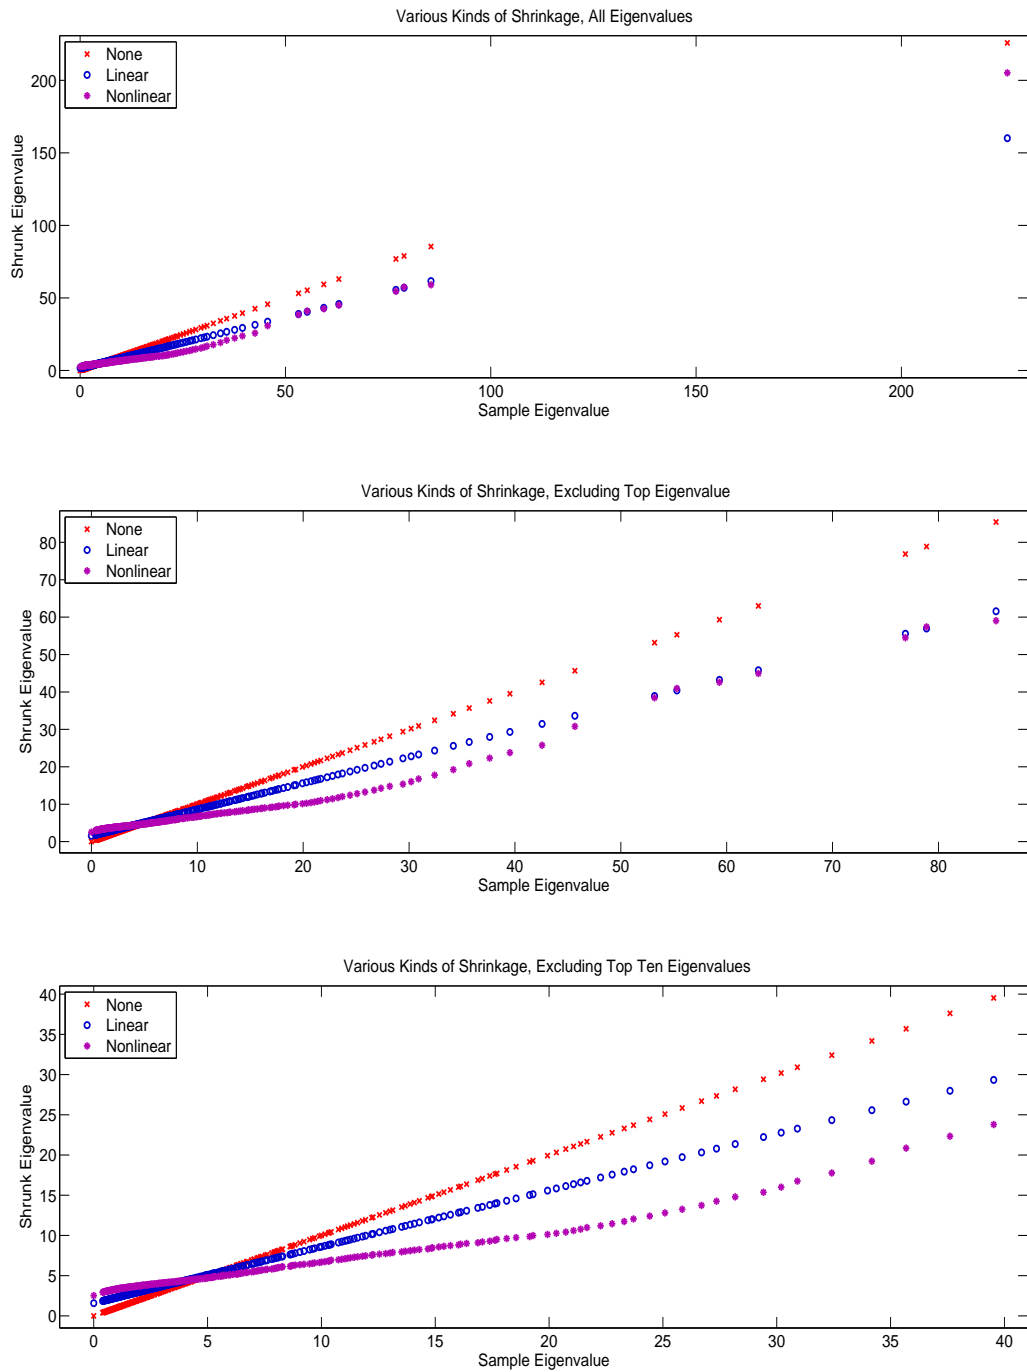 Various Kinds of Shrinkage, All Eigenvalues
None
Linear
Nonlinear
Shrunk Eigenvalue
200
150
100
50
0
0 50 100 150 200
Sample Eigenvalue
Various Kinds of Shrinkage, Excluding Top Eigenvalue
None
Linear
Nonlinear
Shrunk Eigenvalue
80
70
60
50
40
30
20
10
0
0 10 20 30 40 50 60 70 80
Sample Eigenvalue
Various Kinds of Shrinkage, Excluding Top Ten Eigenvalues
None
Linear
Nonlinear
Shrunk Eigenvalue
40
35
30
25
20
15
10
5
0
0 5 10 15 20 25 30 35 40
Sample Eigenvalue